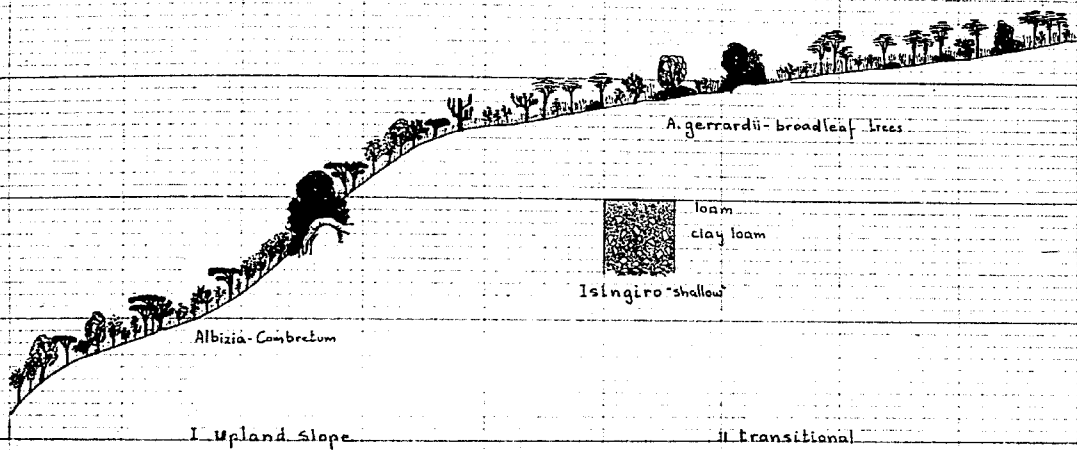 A. gerrardii - broadleaf trees
loam
clay loam
Isingiro "shallow"
Albizia - Combretum
I Upland Slope
II transitional